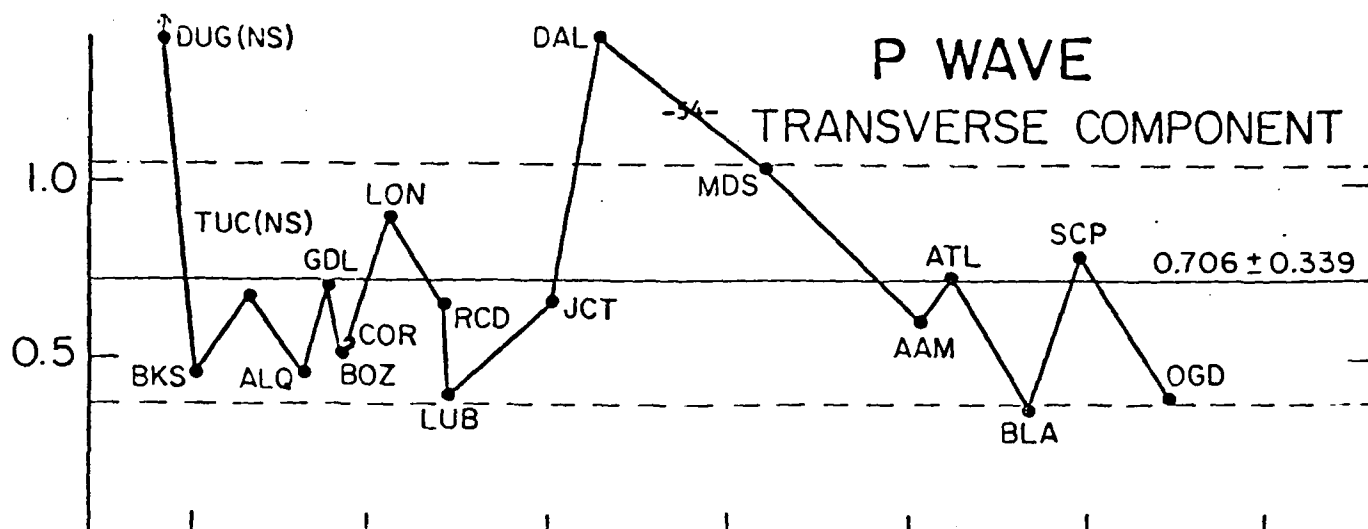 DUG(NS)
DAL
P WAVE
-54-
TRANSVERSE COMPONENT
1.0
MDS
LON
TUC(NS)
SCP
GDL
ATL
0.706 ± 0.339
COR
RCD
JCT
0.5
BKS
ALQ
BOZ
AAM
OGD
LUB
BLA